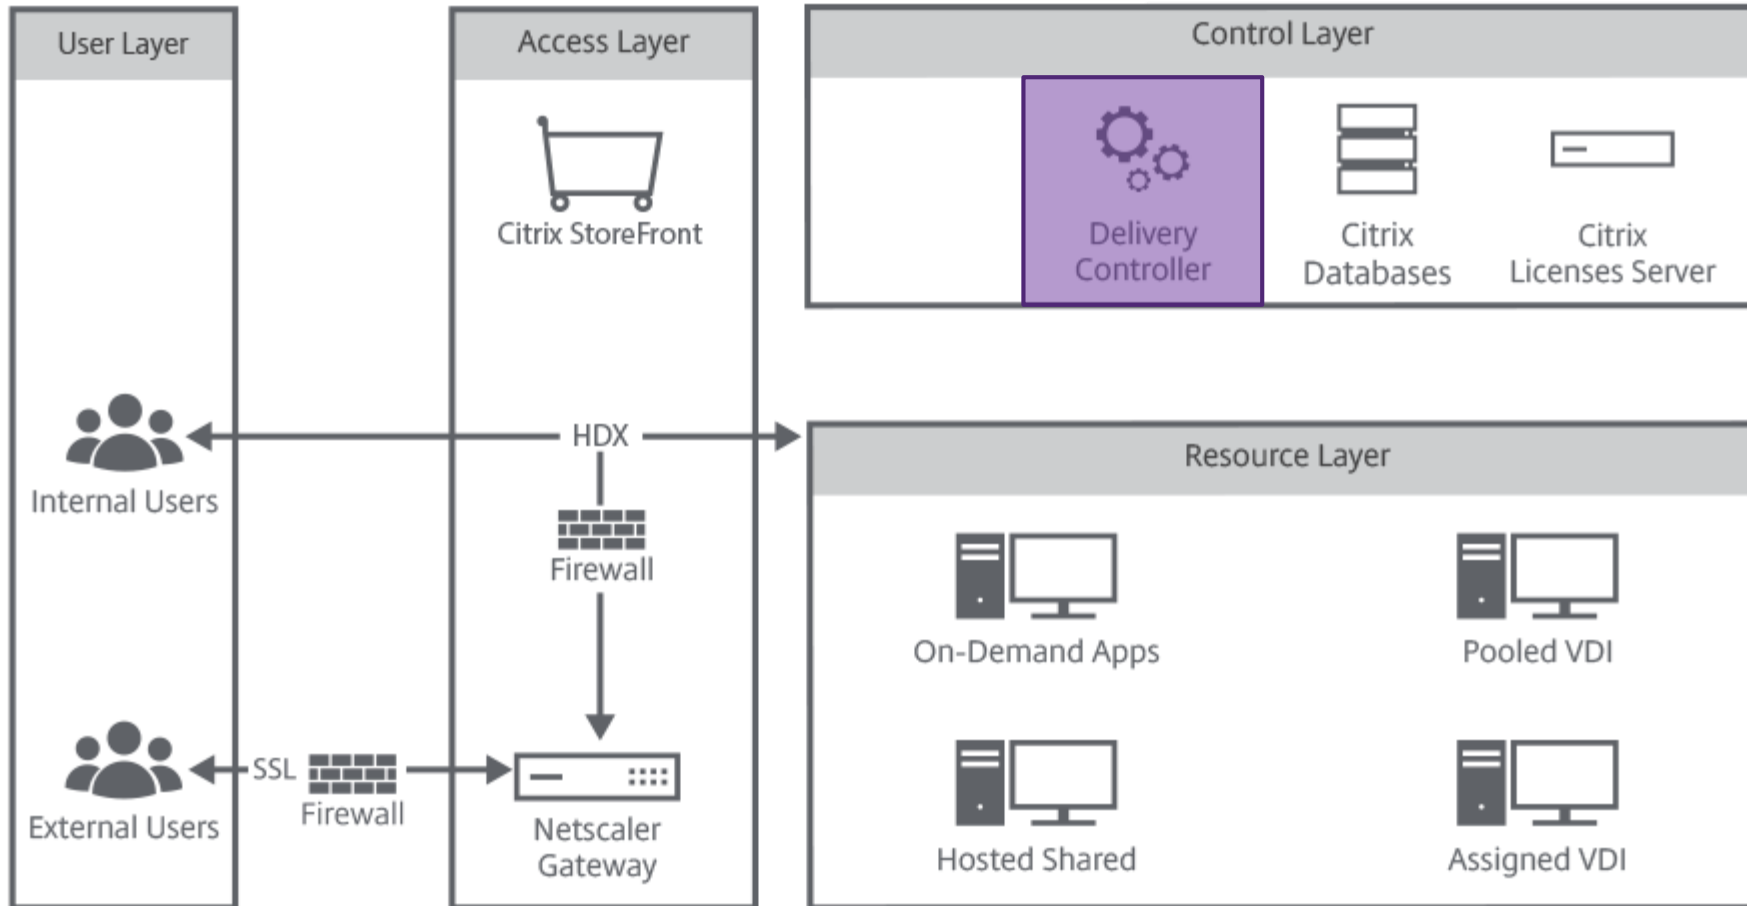 User Layer
Access Layer
Control Layer
Citrix StoreFront
Delivery
Controller
Citrix
Databases
Citrix
Licenses Server
HDX
Internal Users
Firewall
Resource Layer
On-Demand Apps
Pooled VDI
SSL
Firewall
External Users
Netscaler
Gateway
Hosted Shared
Assigned VDI